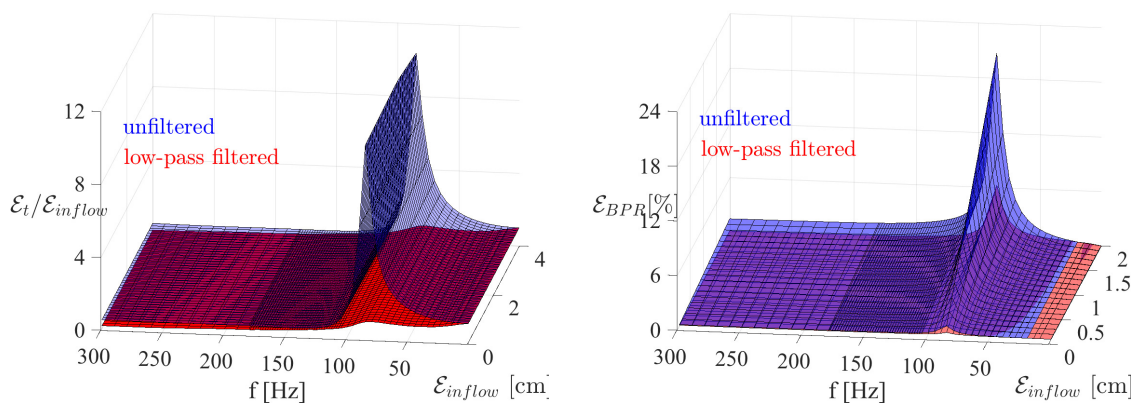 12
8
4
0
unfiltered
low-pass filtered
ℰ_t/ℰ_inflow
300
250
200
150
100
50
f [Hz]
4
2
0
ℰ_inflow [cm]
24
18
12
6
0
unfiltered
low-pass filtered
ℰ_BPR[%]
300
250
200
150
100
50
f [Hz]
2
1.5
1
0.5
0
ℰ_inflow [cm]